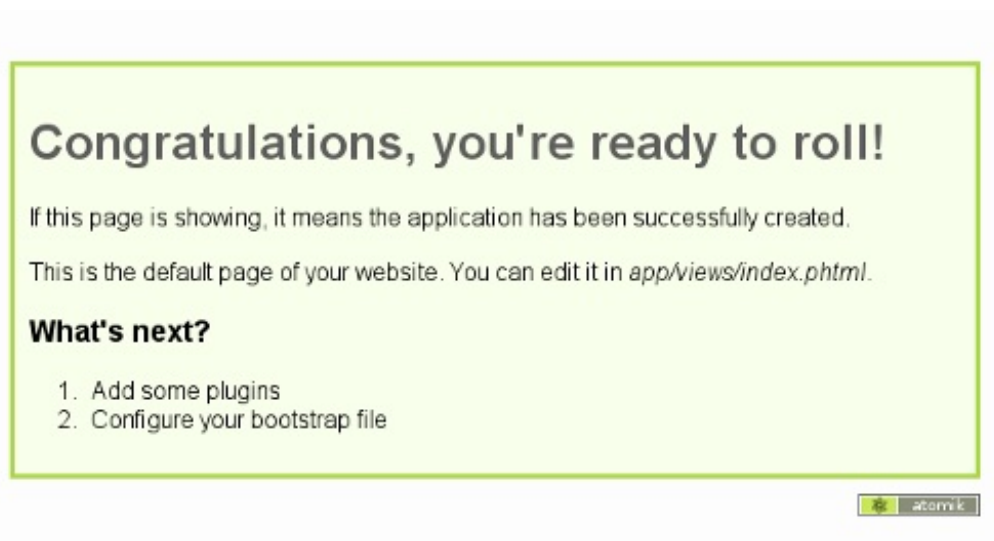 Congratulations, you're ready to roll!
If this page is showing, it means the application has been successfully created.
This is the default page of your website. You can edit it in app/views/index.phtml.
What's next?
1. Add some plugins
2. Configure your bootstrap file
atomik